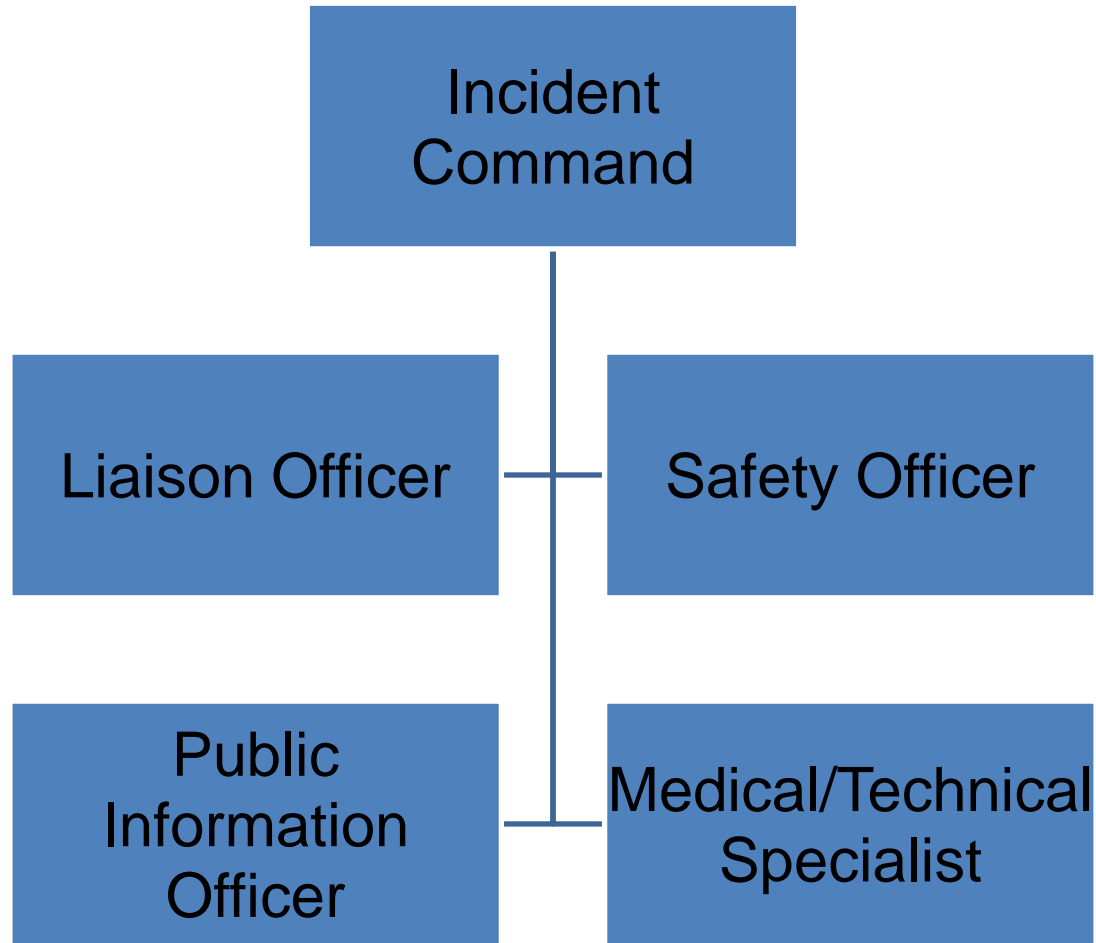 Incident
Command
Liaison Officer
Safety Officer
Public
Information
Officer
Medical/Technical
Specialist